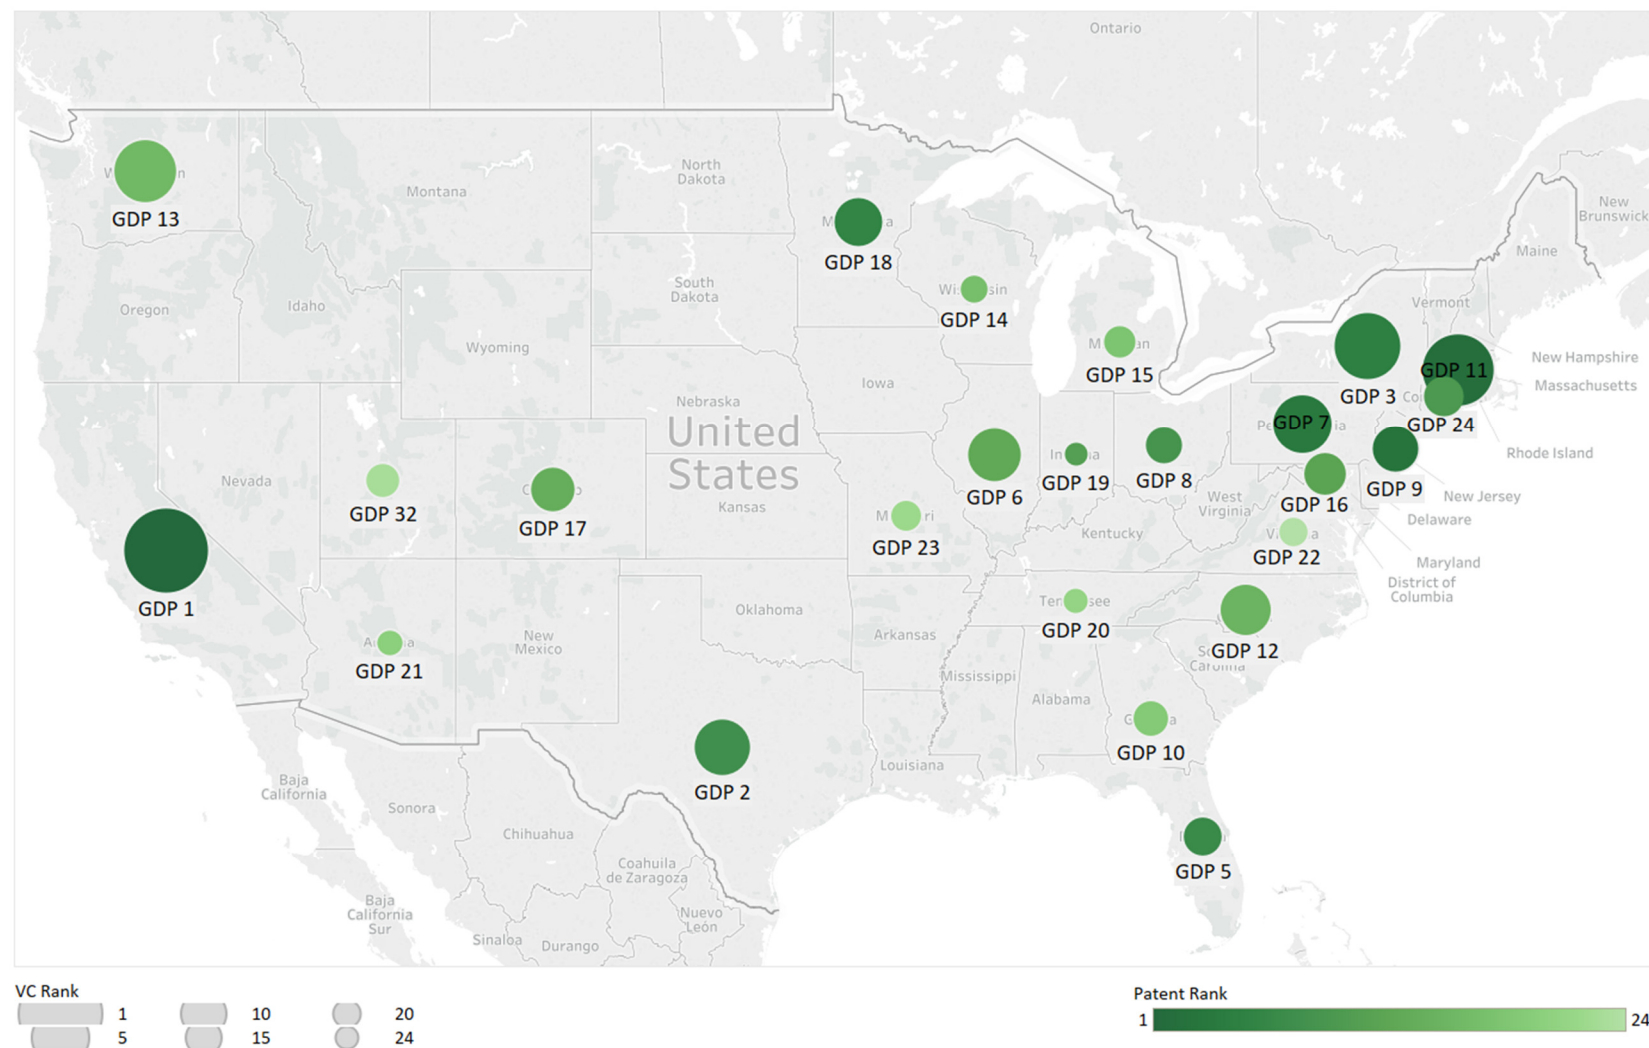 Ontario
North
Dakota
Montana
GDP 13
GDP 18
New
Brunswick
Maine
South
Dakota
Oregon
Idaho
GDP 14
Vermont
Wyoming
GDP 15
New Hampshire
GDP 11
Massachusetts
Iowa
GDP 3
Nebraska
GDP 7
GDP 24
United
States
Rhode Island
Nevada
GDP 6
GDP 19
GDP 8
GDP 9
West
Virginia
New Jersey
GDP 32
GDP 17
Kansas
GDP 16
Delaware
Kentucky
GDP 23
GDP 22
Maryland
District of
Columbia
GDP 1
Oklahoma
GDP 20
Arkansas
New
Mexico
GDP 12
Carolina
GDP 21
Mississippi
Alabama
GDP 10
Louisiana
GDP 2
Baja
California
Sonora
Chihuahua
Coahuila
de Zaragoza
GDP 5
Baja
California
Sur
Nuevo
León
Sinaloa
Durango
VC Rank
1 10 20
5 15 24
Patent Rank
1 24